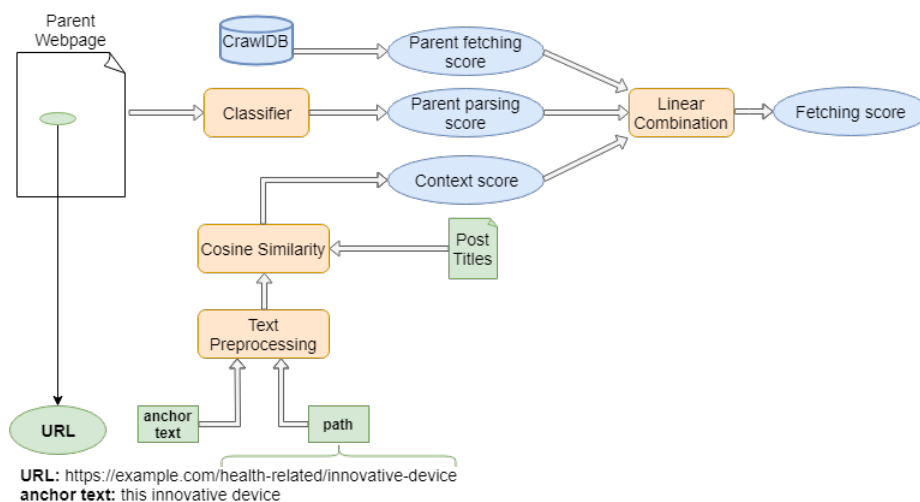 Parent
Webpage
CrawlDB
Parent fetching
score
Classifier
Parent parsing
score
Linear
Combination
Fetching score
Context score
Cosine Similarity
Post
Titles
Text
Preprocessing
anchor
text
path
URL
URL: https://example.com/health-related/innovative-device
anchor text: this innovative device